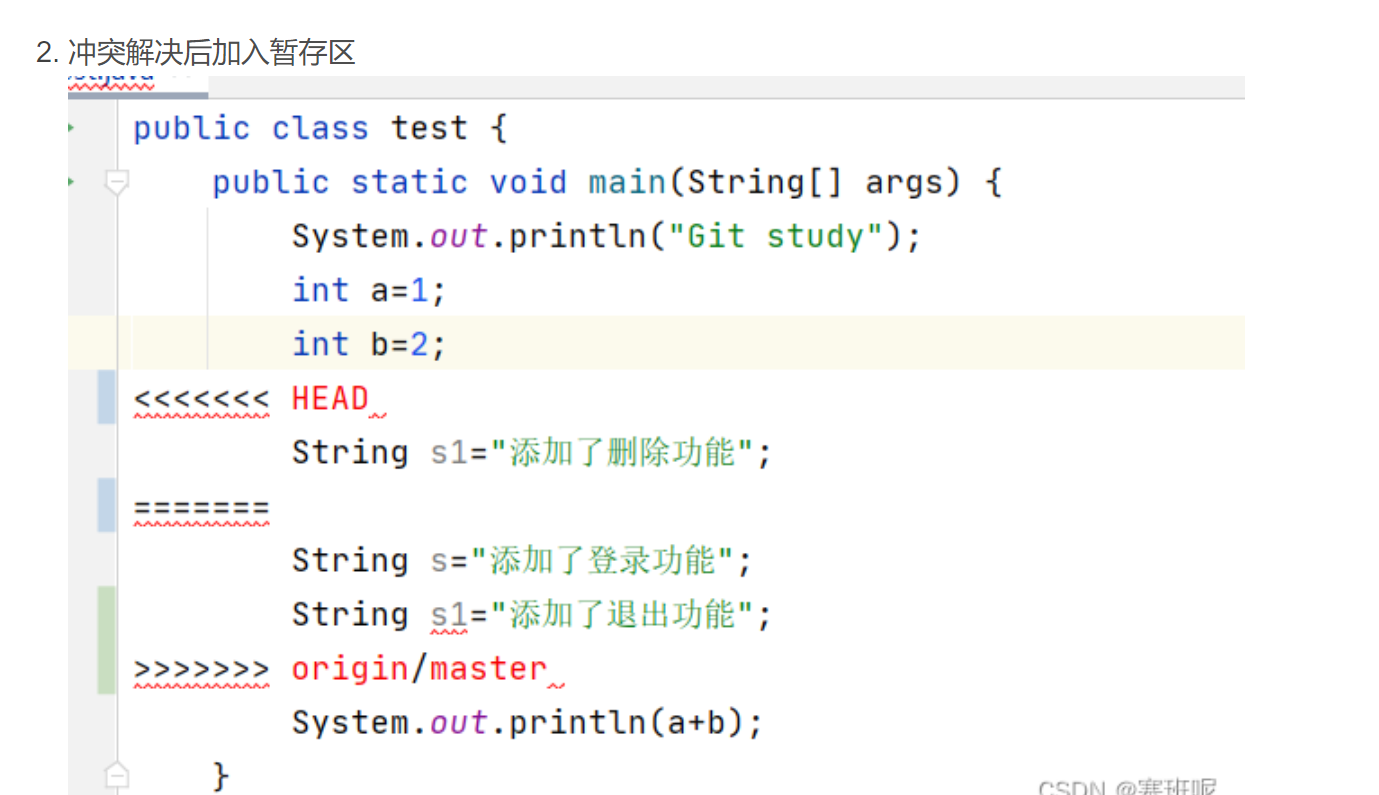 2. 冲突解决后加入暂存区
public class test {
public static void main(String[] args) {
System.out.println("Git study");
int a=1;
int b=2;
<<<<<<< HEAD
String s1="添加了删除功能";
=======
String s="添加了登录功能";
String s1="添加了退出功能";
>>>>>>> origin/master
System.out.println(a+b);
}
CSDN @塞班呢